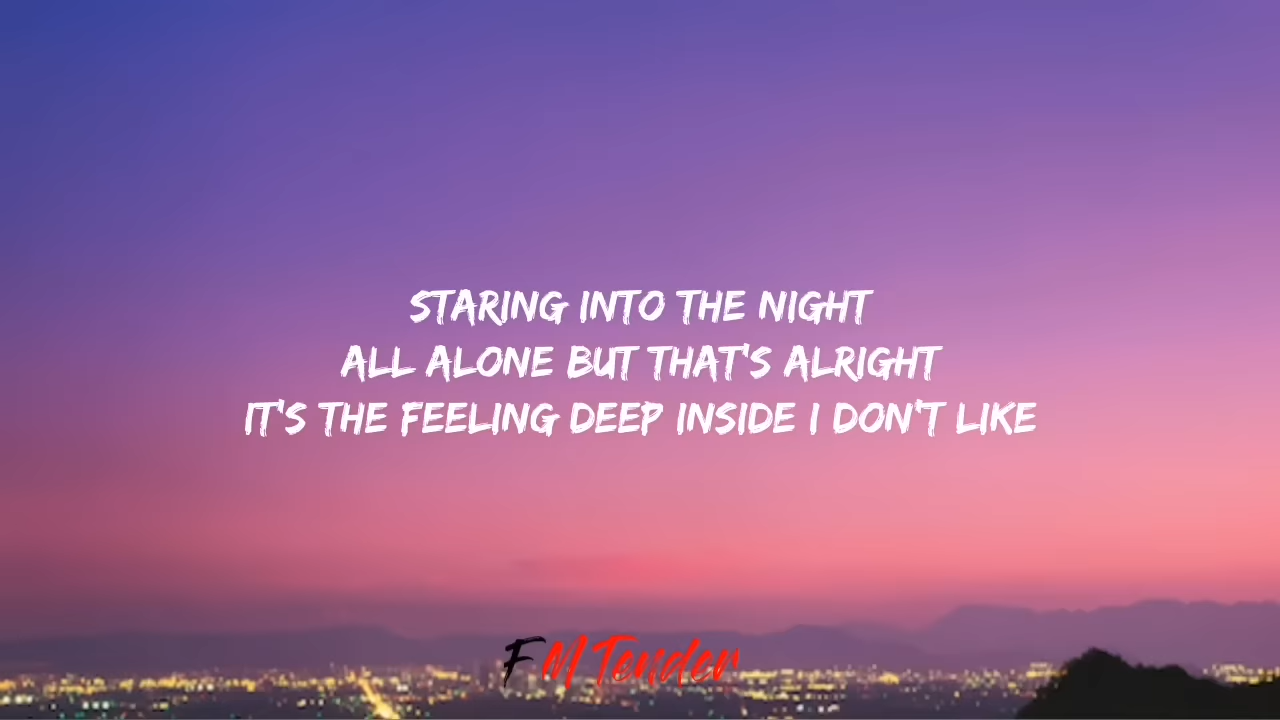 STARING INTO THE NIGHT
ALL ALONE BUT THAT'S ALRIGHT
IT'S THE FEELING DEEP INSIDE I DON'T LIKE
FM Tender